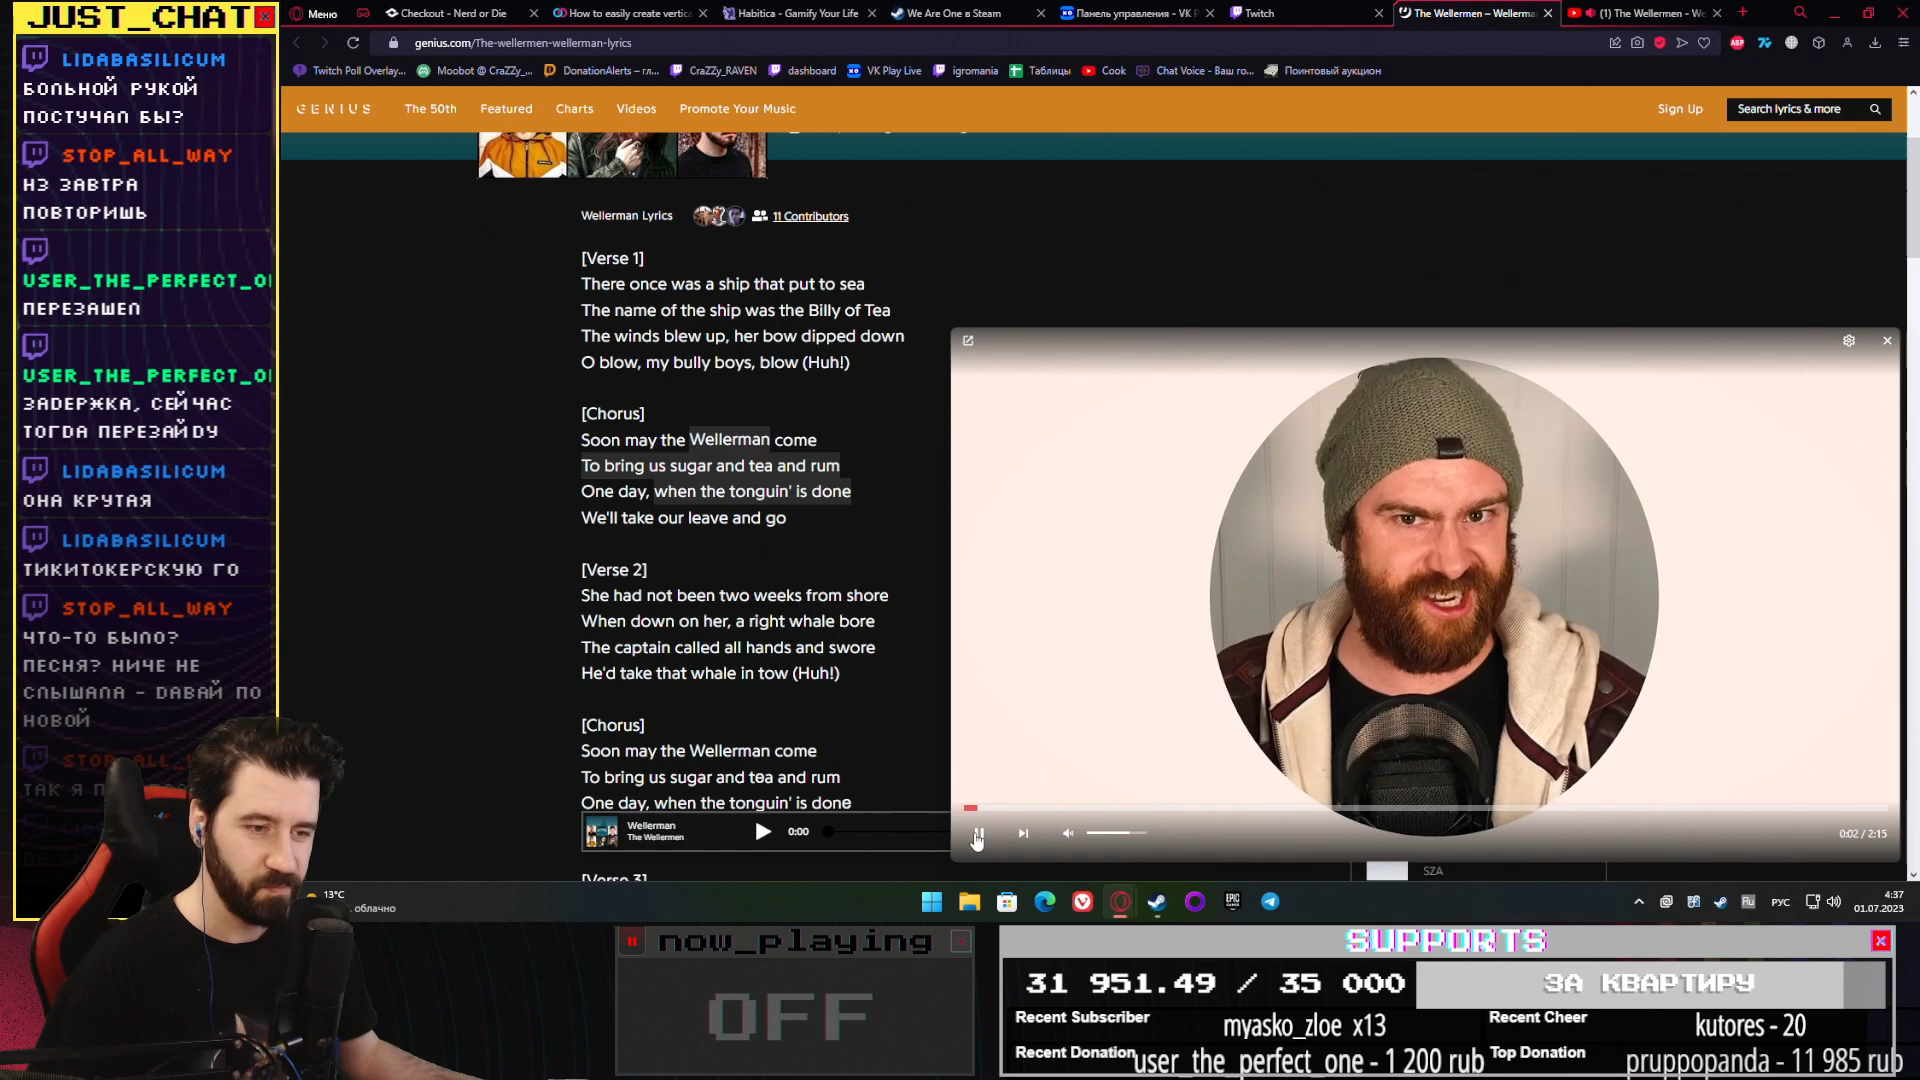 JUST_CHAT
LIDABASILICUM
БОЛЬНОЙ РУКОЙ
ПОСТУЧАЛ БЫ?
STOP_ALL_WAY
НЗ ЗАВТРА
ПОВТОРИШЬ
USER_THE_PERFECT_O
ПЕРЕЗАШЕЛ
USER_THE_PERFECT_O
ЗАДЕРЖКА, СЕЙЧАС
ТОГДА ПЕРЕЗАЙДУ
LIDABASILICUM
ОНА КРУТАЯ
LIDABASILICUM
ТИКИТОКЕРСКУЮ ГО
STOP_ALL_WAY
ЧТО-ТО БЫЛО?
ПЕСНЯ? НИЧЕ НЕ
СЛЫШАЛА - ДАВАЙ ПО
НОВОЙ
Меню
Checkout - Nerd or Die
How to easily create vertica
Habitica - Gamify Your Life
We Are One в Steam
Панель управления - VK P
Twitch
The Wellermen – Wellerma
(1) The Wellermen - We
genius.com/The-wellermen-wellerman-lyrics
Twitch Poll Overlay...
Moobot @ CraZZy_...
DonationAlerts – гл...
CraZZy_RAVEN
dashboard
VK Play Live
igromania
Таблицы
Cook
Chat Voice - Ваш го...
Поинтовый аукцион
GENIUS
The 50th
Featured
Charts
Videos
Promote Your Music
Sign Up
Search lyrics & more
Wellerman Lyrics
11 Contributors
[Verse 1]
There once was a ship that put to sea
The name of the ship was the Billy of Tea
The winds blew up, her bow dipped down
O blow, my bully boys, blow (Huh!)
[Chorus]
Soon may the Wellerman come
To bring us sugar and tea and rum
One day, when the tonguin' is done
We'll take our leave and go
[Verse 2]
She had not been two weeks from shore
When down on her, a right whale bore
The captain called all hands and swore
He'd take that whale in tow (Huh!)
[Chorus]
Soon may the Wellerman come
To bring us sugar and tea and rum
One day, when the tonguin' is done
Wellerman
The Wellermen
0:00
[Verse 3]
0:02 / 2:15
SZA
13°C
облачно
Ru
РУС
4:37
01.07.2023
EPIC
now_playing
OFF
SUPPORTS
31 951.49 / 35 000
ЗА КВАРТИРУ
Recent Subscriber
myasko_zloe x13
Recent Cheer
kutores - 20
Recent Donation
user_the_perfect_one - 1 200 rub
Top Donation
pruppopanda - 11 985 rub